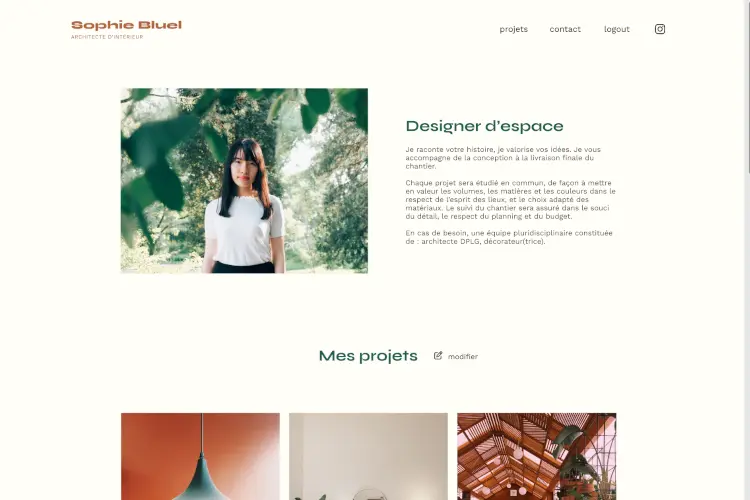 Sophie Bluel
ARCHITECTE D'INTÉRIEUR
projets
contact
logout
Designer d'espace
Je raconte votre histoire, je valorise vos idées. Je vous
accompagne de la conception à la livraison finale du
chantier.
Chaque projet sera étudié en commun, de façon à mettre
en valeur les volumes, les matières et les couleurs dans le
respect de l'esprit des lieux, et le choix adapté des
matériaux. Le suivi du chantier sera assuré dans le souci
du détail, le respect du planning et du budget.
En cas de besoin, une équipe pluridisciplinaire constituée
de : architecte DPLG, décorateur(trice).
Mes projets
modifier